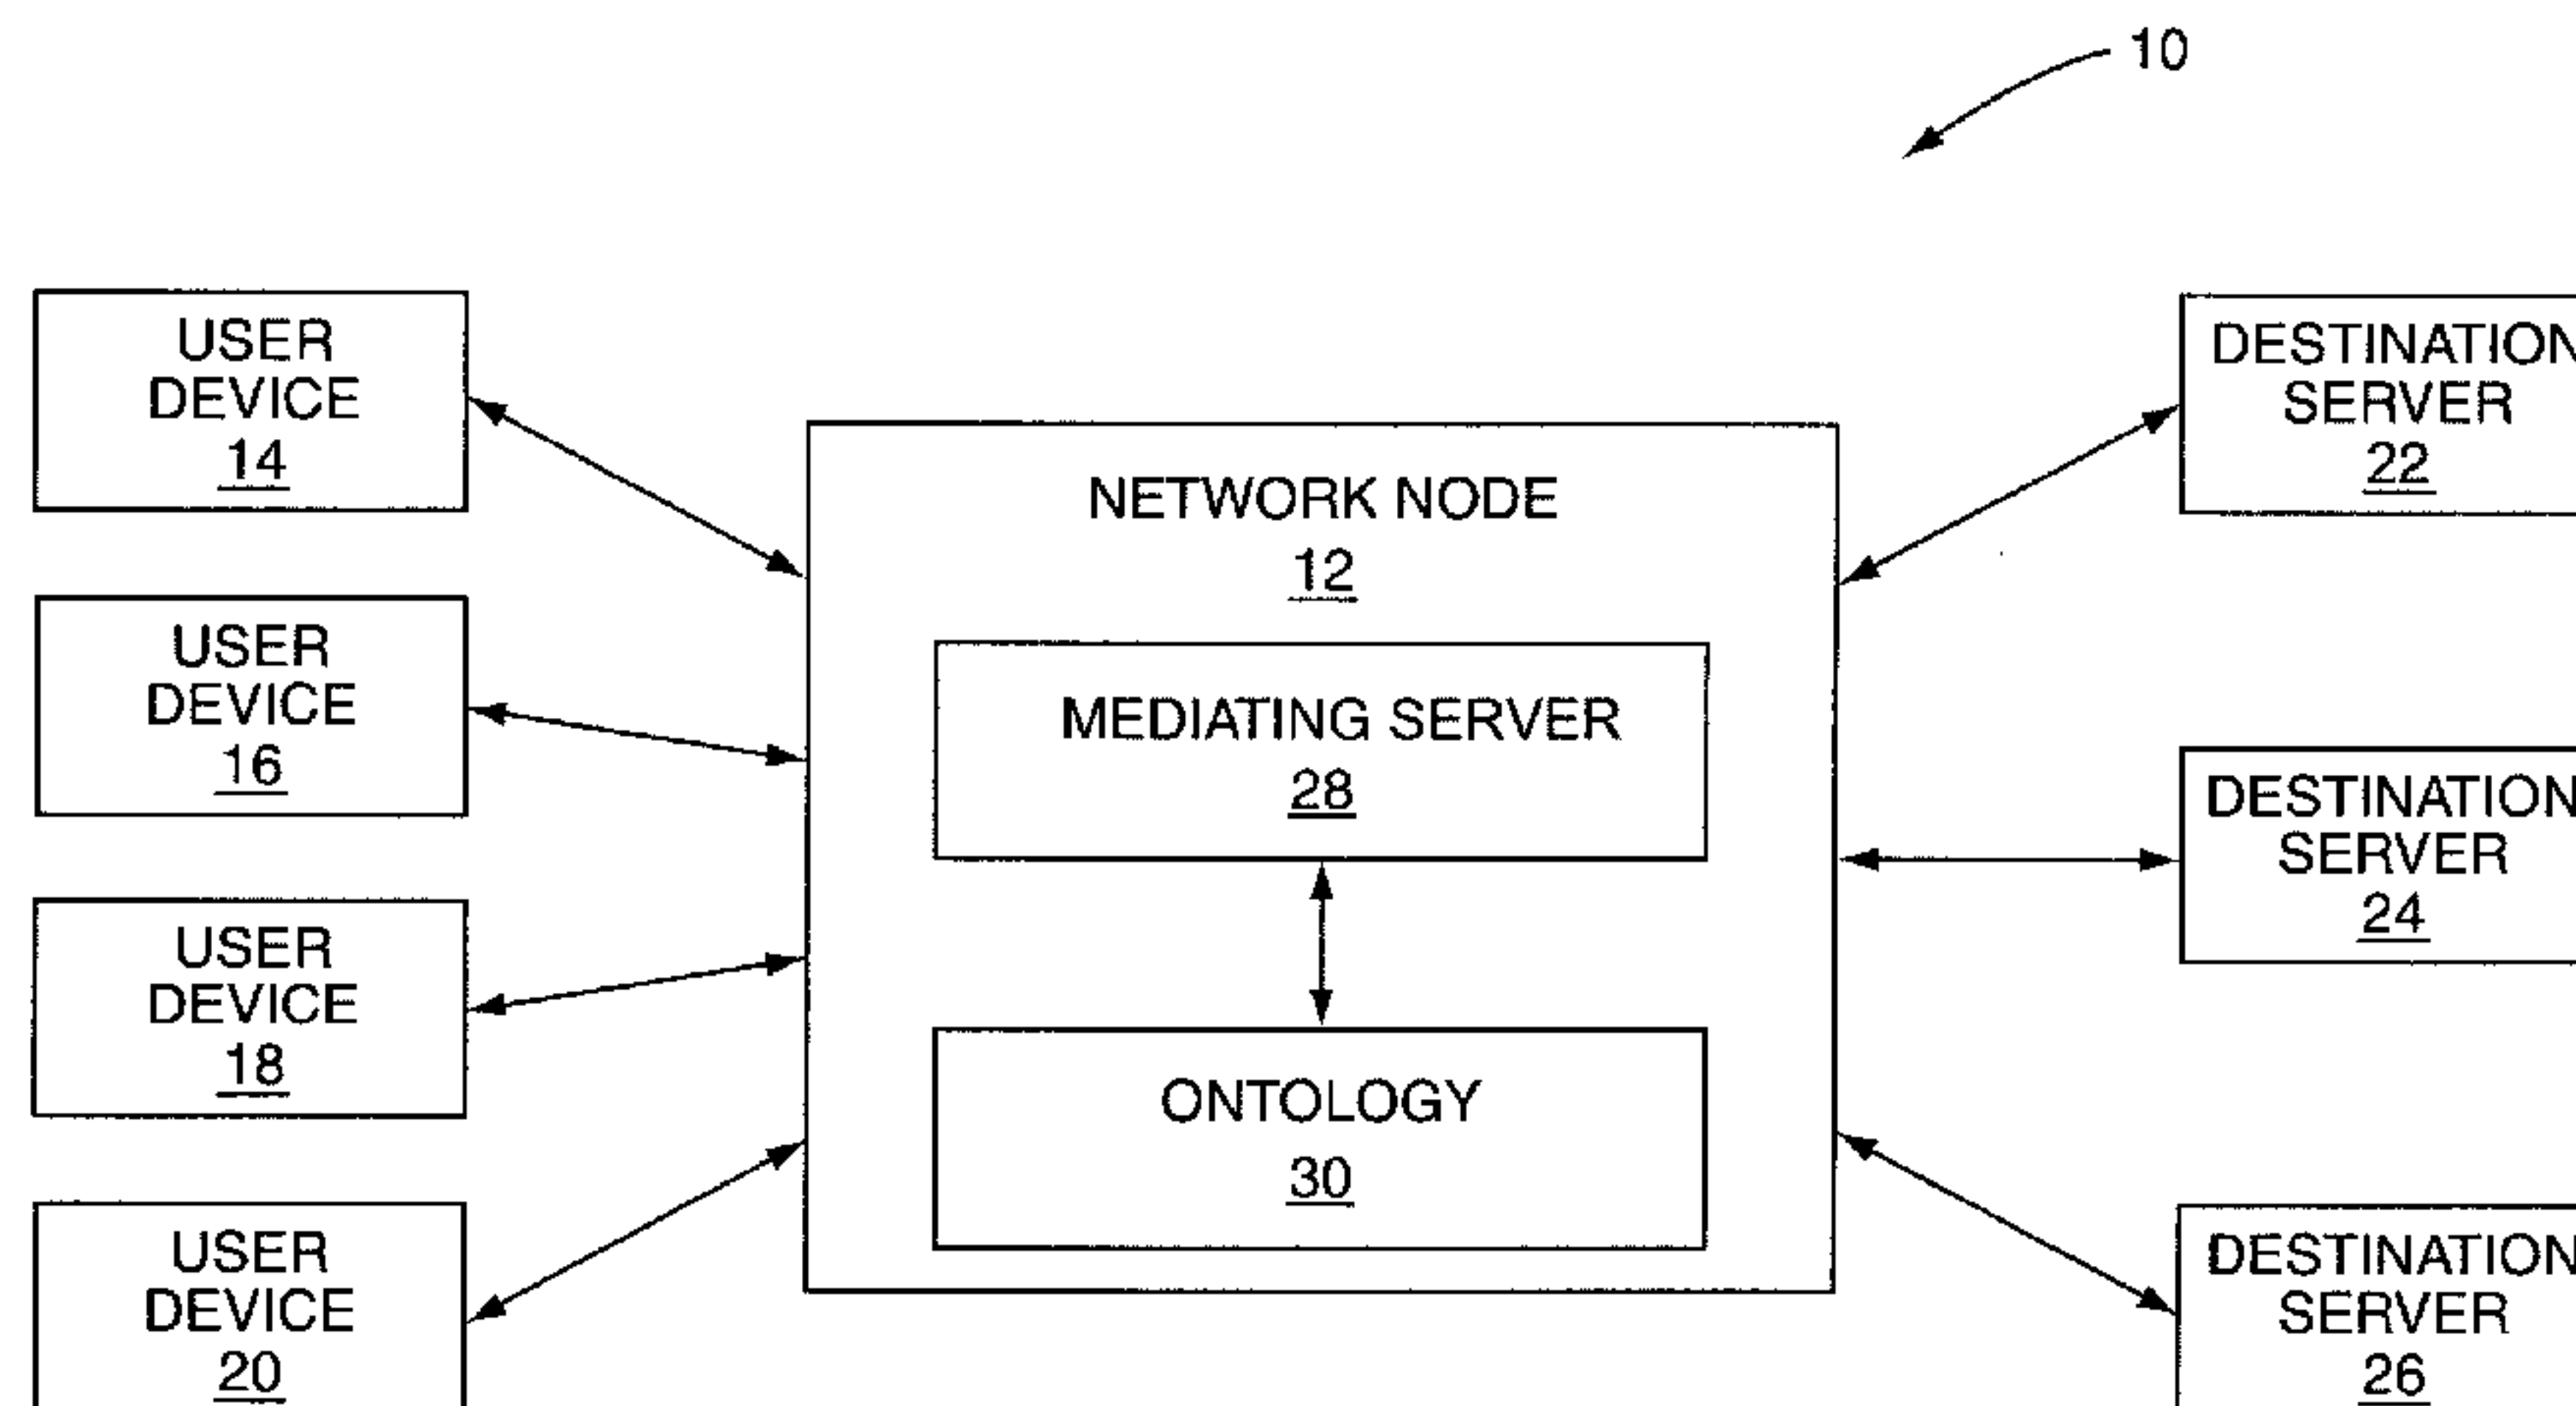 10
USER
DEVICE
14
USER
DEVICE
16
USER
DEVICE
18
USER
DEVICE
20
NETWORK NODE
12
MEDIATING SERVER
28
ONTOLOGY
30
DESTINATION
SERVER
22
DESTINATION
SERVER
24
DESTINATION
SERVER
26